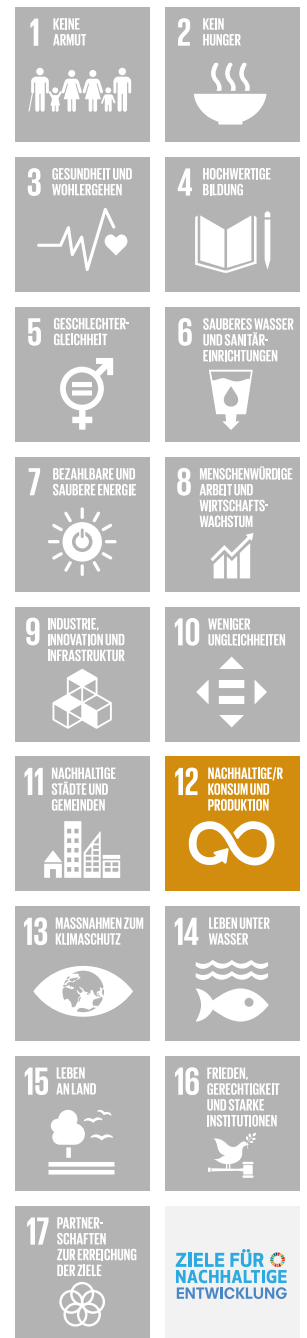 1 KEINE
ARMUT
2 KEIN
HUNGER
3 GESUNDHEIT UND
WOHLERGEHEN
4 HOCHWERTIGE
BILDUNG
5 GESCHLECHTER-
GLEICHHEIT
6 SAUBERES WASSER
UND SANITÄR-
EINRICHTUNGEN
7 BEZAHLBARE UND
SAUBERE ENERGIE
8 MENSCHENWÜRDIGE
ARBEIT UND
WIRTSCHAFTS-
WACHSTUM
9 INDUSTRIE,
INNOVATION UND
INFRASTRUKTUR
10 WENIGER
UNGLEICHHEITEN
11 NACHHALTIGE
STÄDTE UND
GEMEINDEN
12 NACHHALTIGE/R
KONSUM UND
PRODUKTION
13 MASSNAHMEN ZUM
KLIMASCHUTZ
14 LEBEN UNTER
WASSER
15 LEBEN
AN LAND
16 FRIEDEN,
GERECHTIGKEIT
UND STARKE
INSTITUTIONEN
17 PARTNER-
SCHAFTEN
ZUR ERREICHUNG
DER ZIELE
ZIELE FÜR
NACHHALTIGE
ENTWICKLUNG